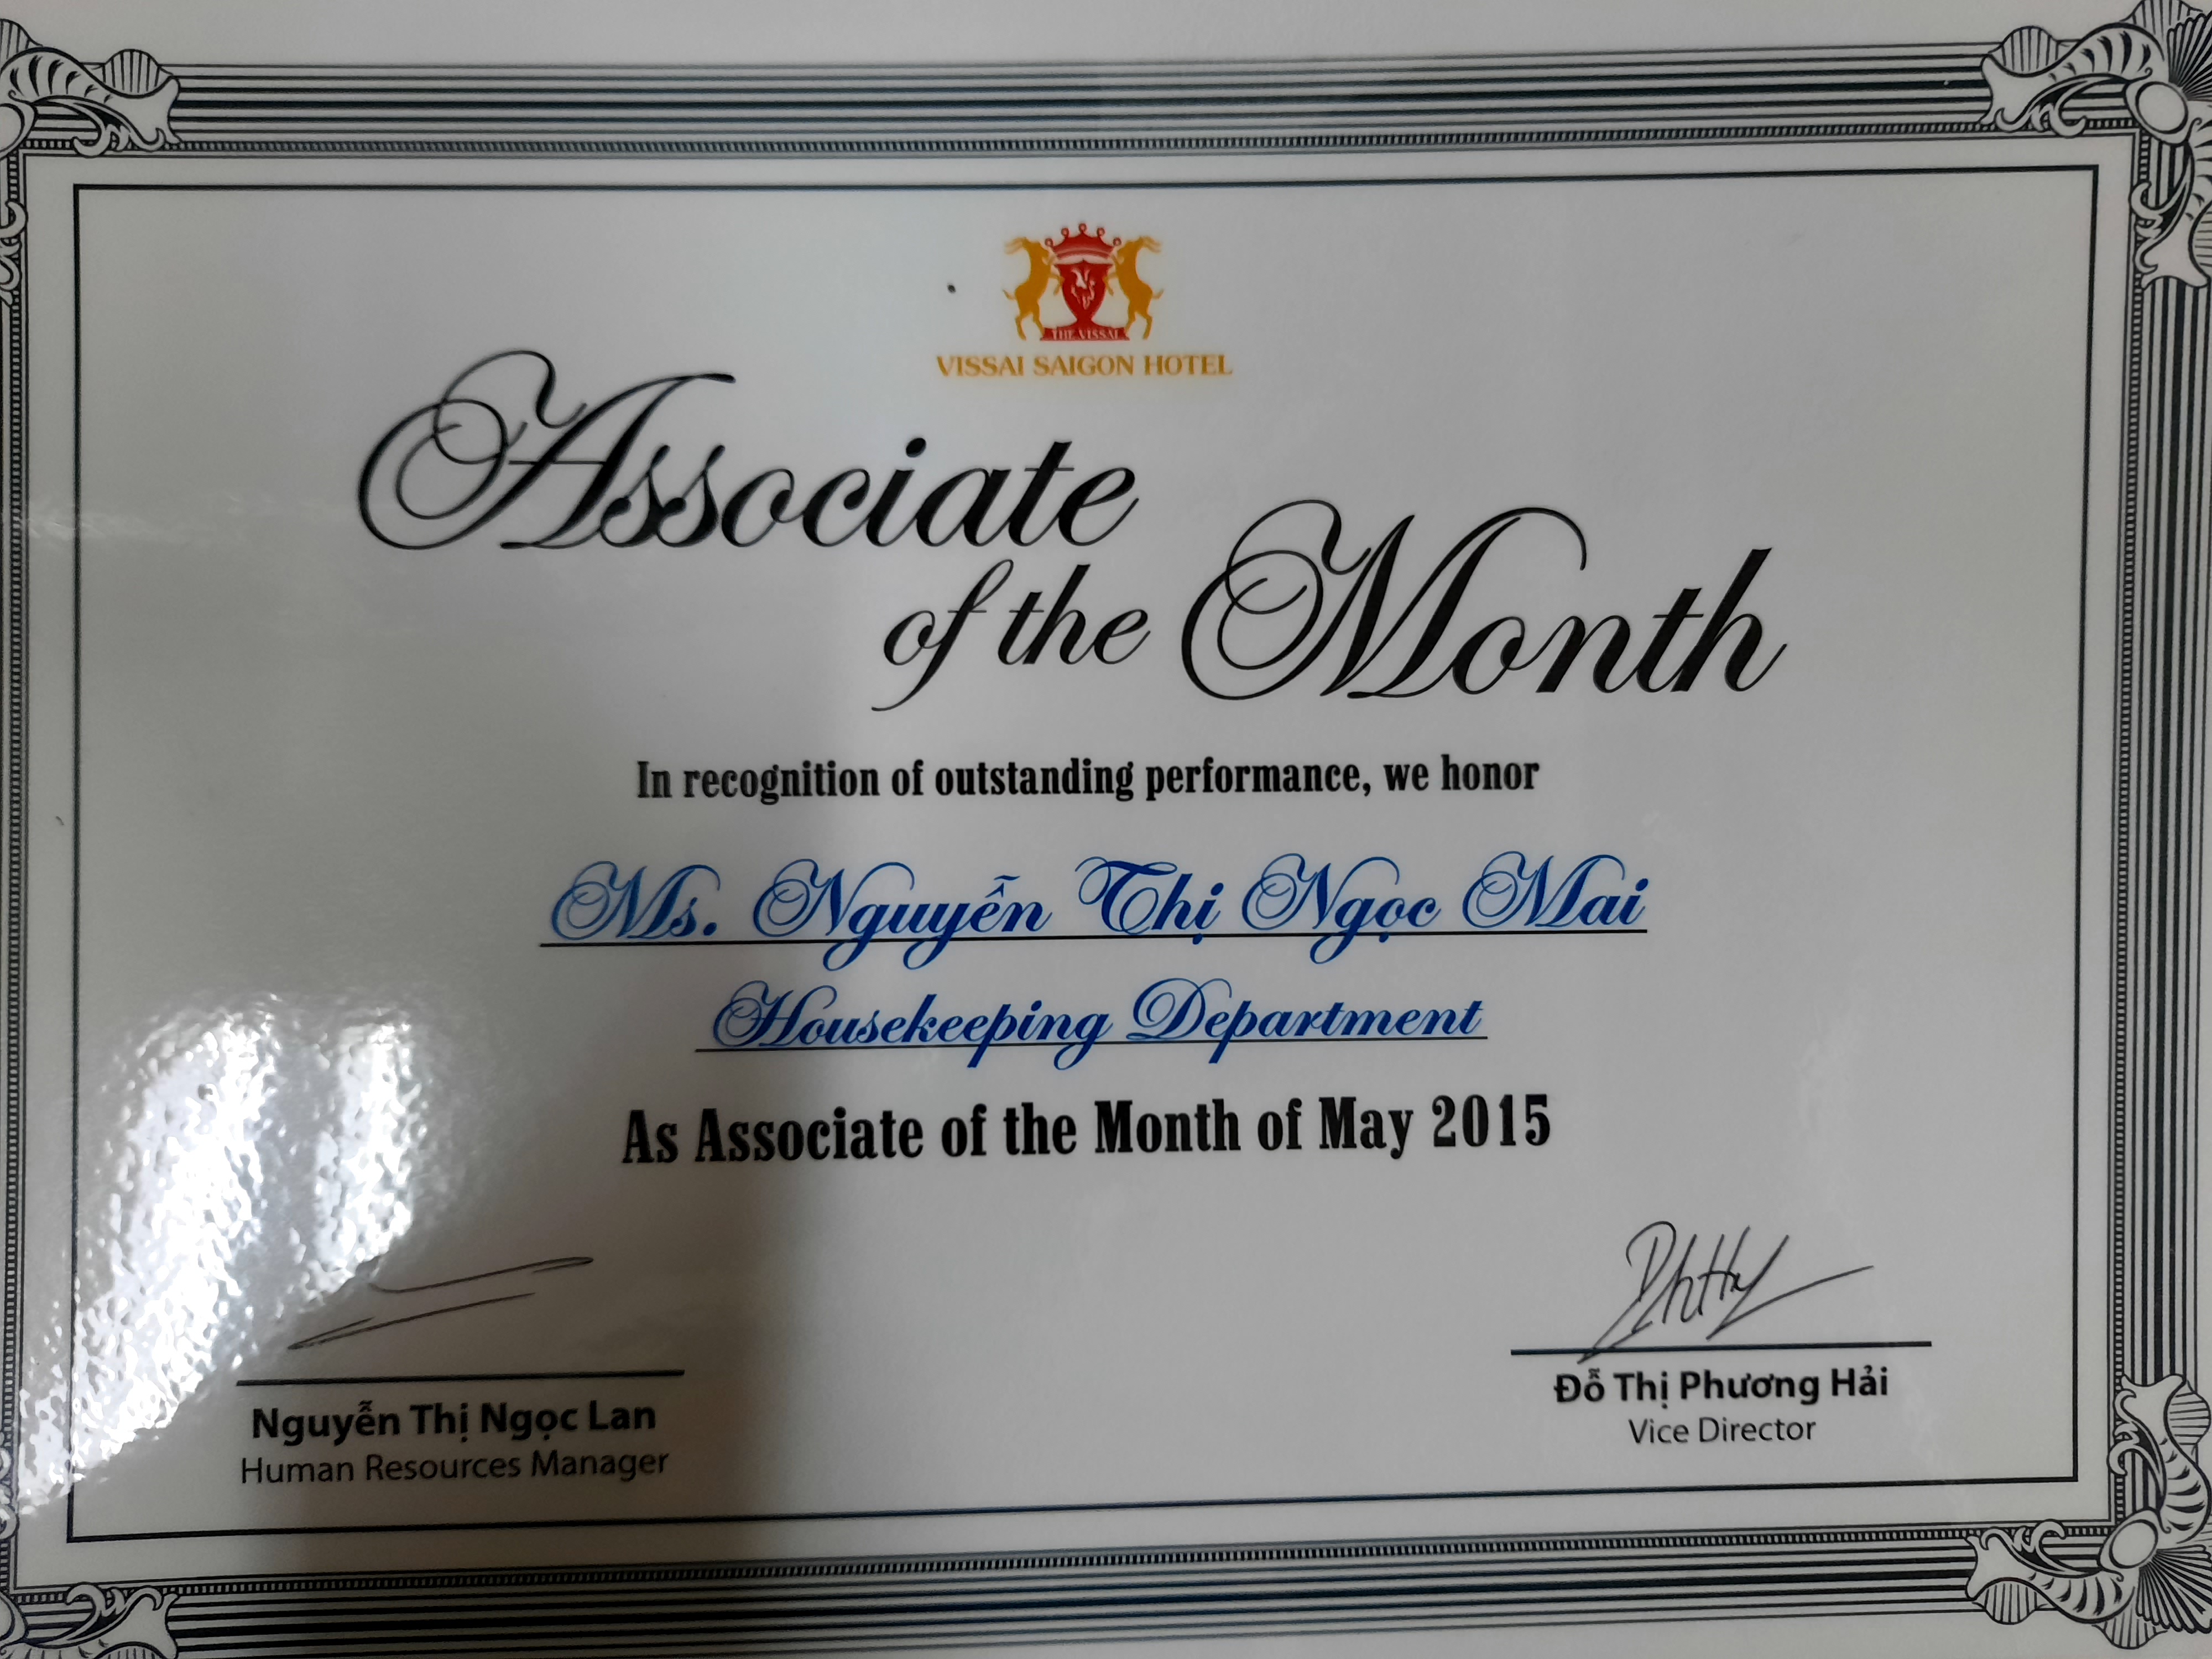 THE VISSAI
VISSAI SAIGON HOTEL
Associate
of the Month
In recognition of outstanding performance, we honor
Ms. Nguyễn Thị Ngọc Mai
Housekeeping Department
As Associate of the Month of May 2015
Nguyễn Thị Ngọc Lan
Human Resources Manager
Đỗ Thị Phương Hải
Vice Director